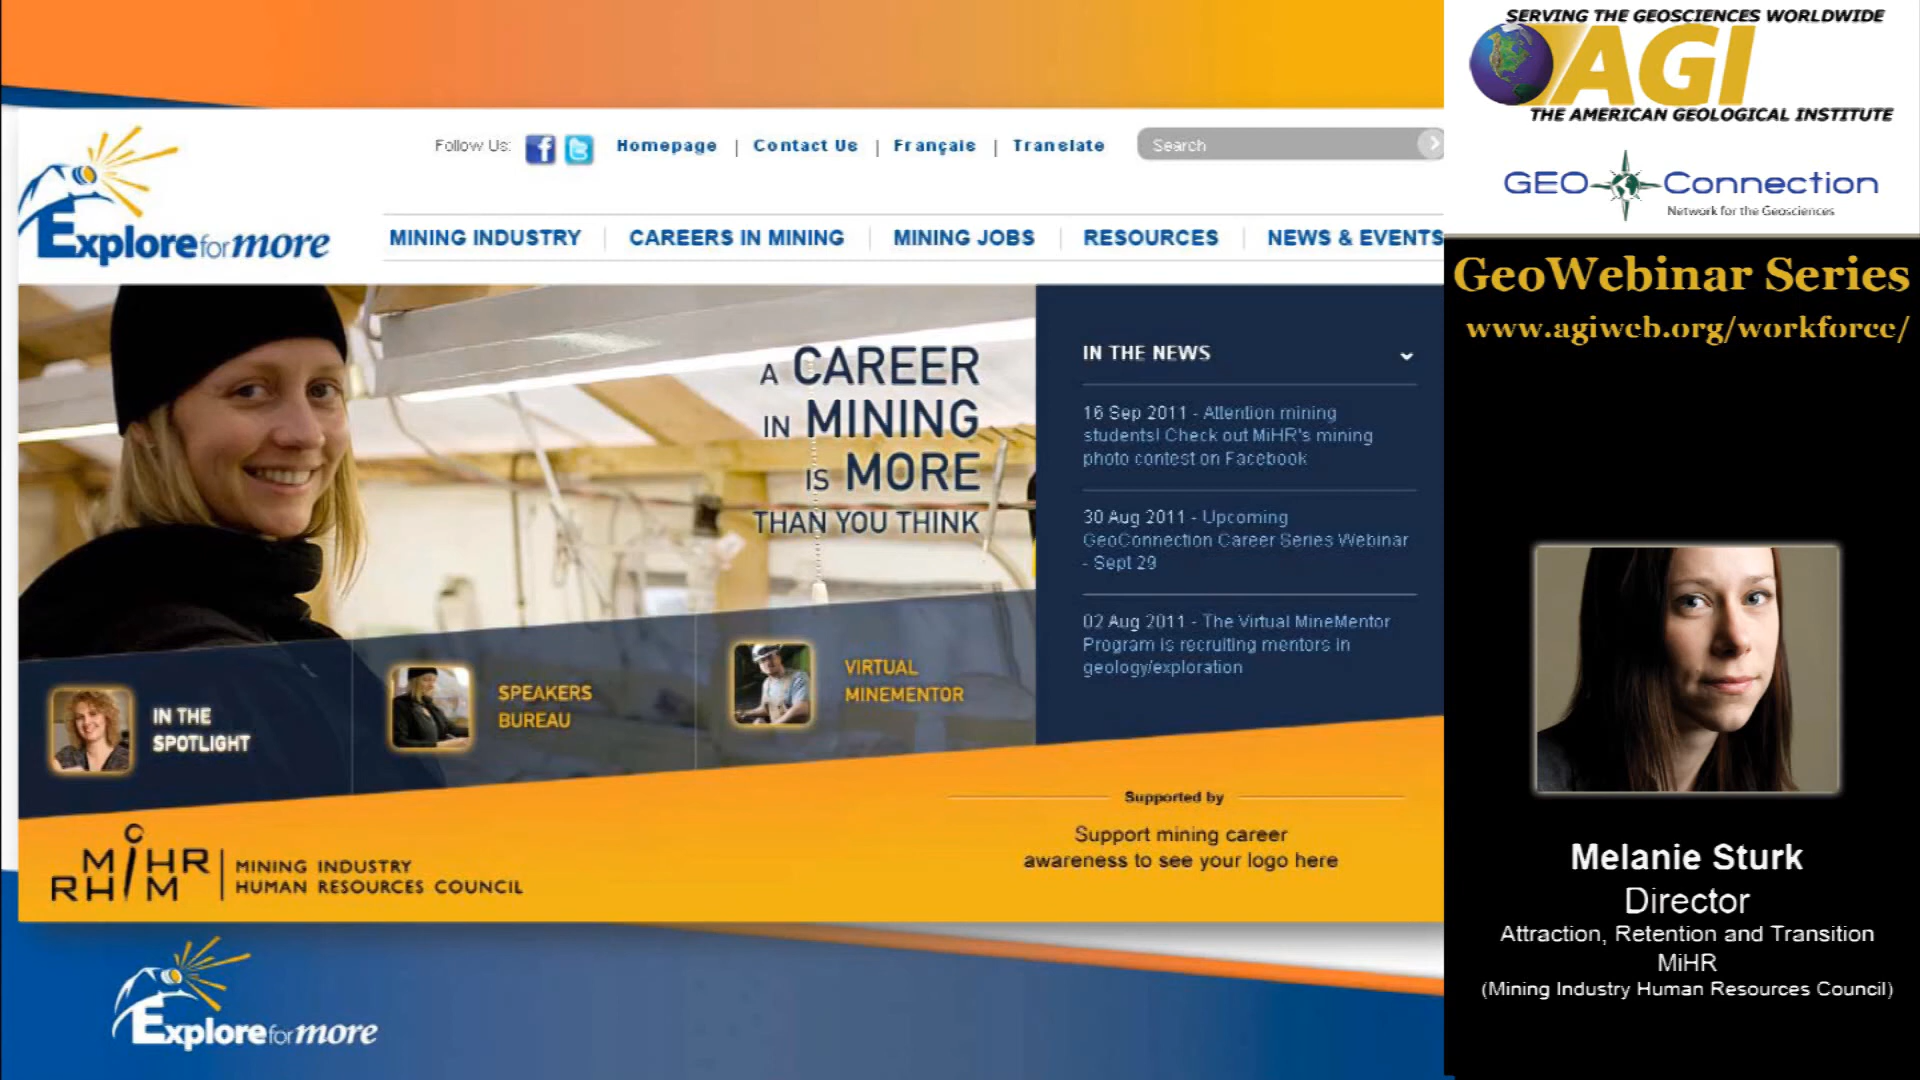 Follow Us:
Homepage | Contact Us | Français | Translate
Search
Explore for more
MINING INDUSTRY
CAREERS IN MINING
MINING JOBS
RESOURCES
NEWS & EVENTS
A CAREER
IN MINING
IS MORE
THAN YOU THINK
IN THE NEWS
16 Sep 2011 - Attention mining
students! Check out MiHR's mining
photo contest on Facebook
30 Aug 2011 - Upcoming
GeoConnection Career Series Webinar
- Sept 29
02 Aug 2011 - The Virtual MineMentor
Program is recruiting mentors in
geology/exploration
IN THE
SPOTLIGHT
SPEAKERS
BUREAU
VIRTUAL
MINEMENTOR
Supported by
Support mining career
awareness to see your logo here
MiHR
RHiM
MINING INDUSTRY
HUMAN RESOURCES COUNCIL
Explore for more
SERVING THE GEOSCIENCES WORLDWIDE
AGI
THE AMERICAN GEOLOGICAL INSTITUTE
GEO Connection
Network for the Geosciences
GeoWebinar Series
www.agiweb.org/workforce/
Melanie Sturk
Director
Attraction, Retention and Transition
MiHR
(Mining Industry Human Resources Council)